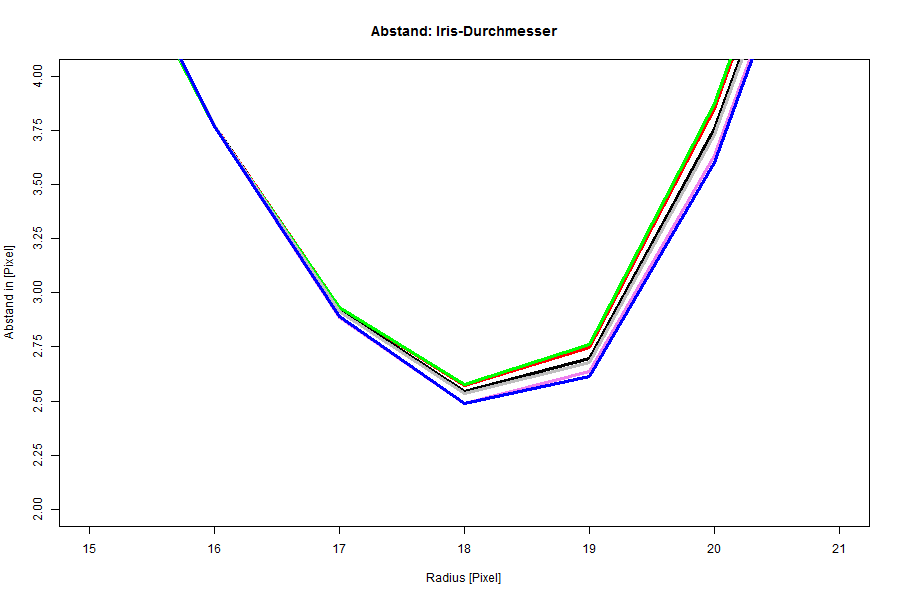 Abstand: Iris-Durchmesser
Abstand in [Pixel]
4.00
3.75
3.50
3.25
3.00
2.75
2.50
2.25
2.00
15 16 17 18 19 20 21
Radius [Pixel]